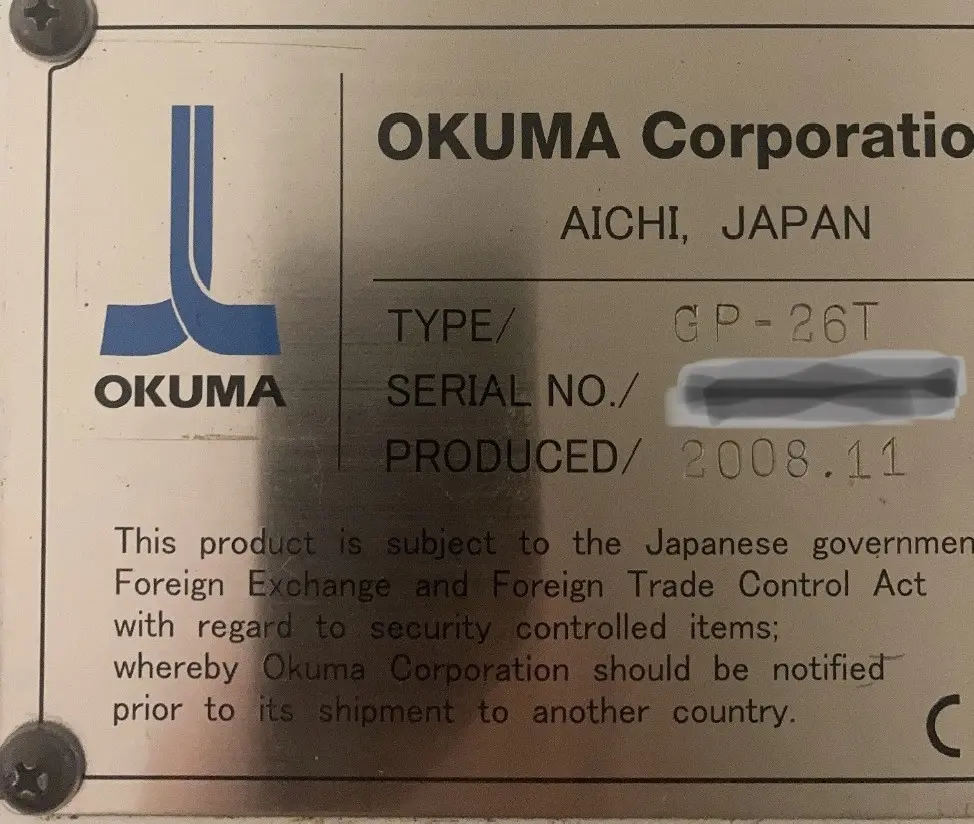 OKUMA Corporatio
AICHI, JAPAN
OKUMA
TYPE/ GP-26T
SERIAL NO./
PRODUCED/ 2008.11
This product is subject to the Japanese governmen
Foreign Exchange and Foreign Trade Control Act
with regard to security controlled items;
whereby Okuma Corporation should be notified
prior to its shipment to another country.
C